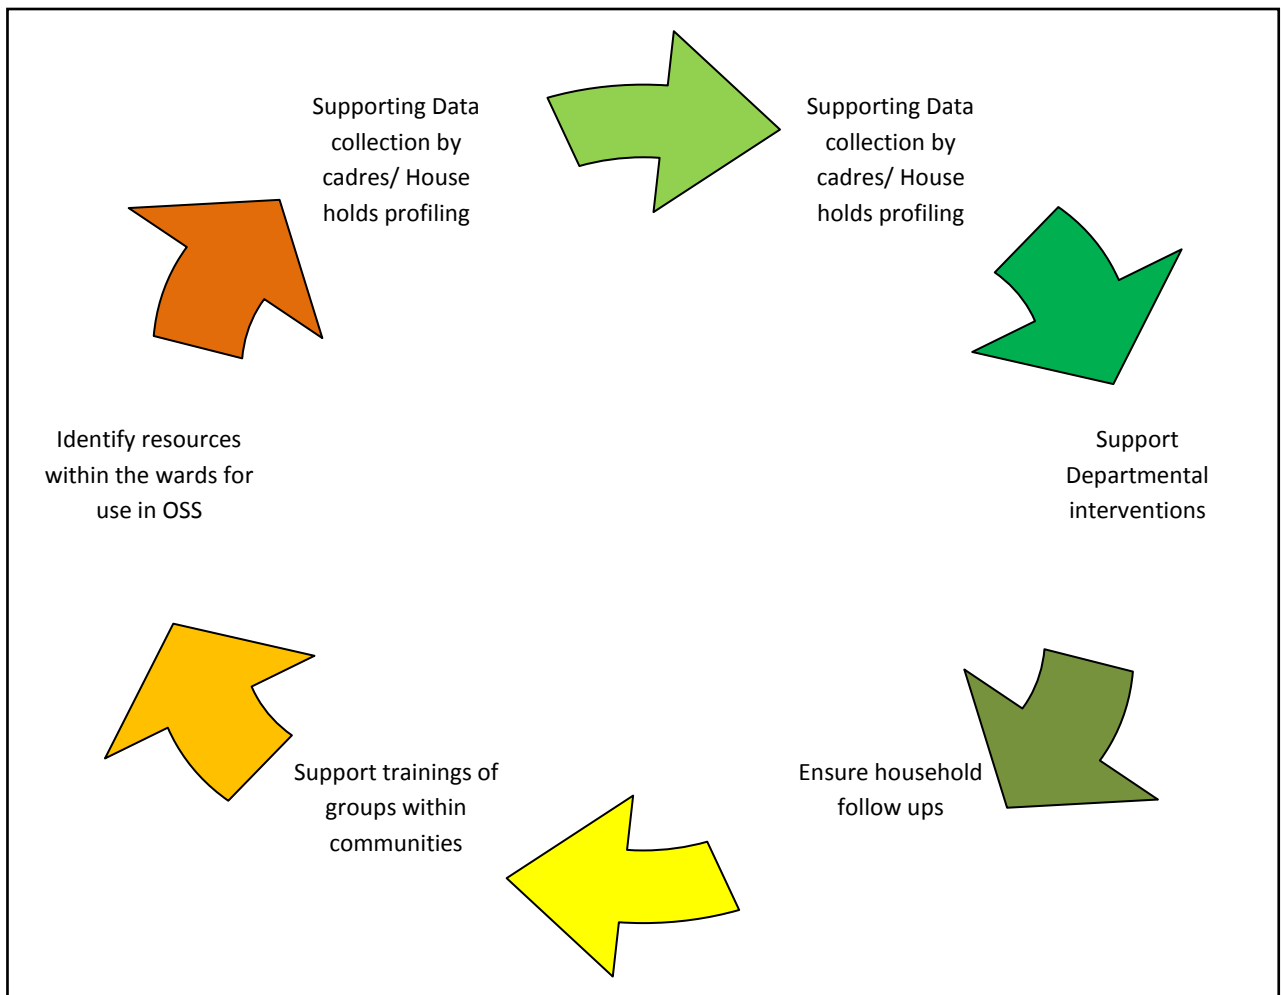 Supporting Data
collection by
cadres/ House
holds profiling
Supporting Data
collection by
cadres/ House
holds profiling
Support
Departmental
interventions
Ensure household
follow ups
Support trainings of
groups within
communities
Identify resources
within the wards for
use in OSS